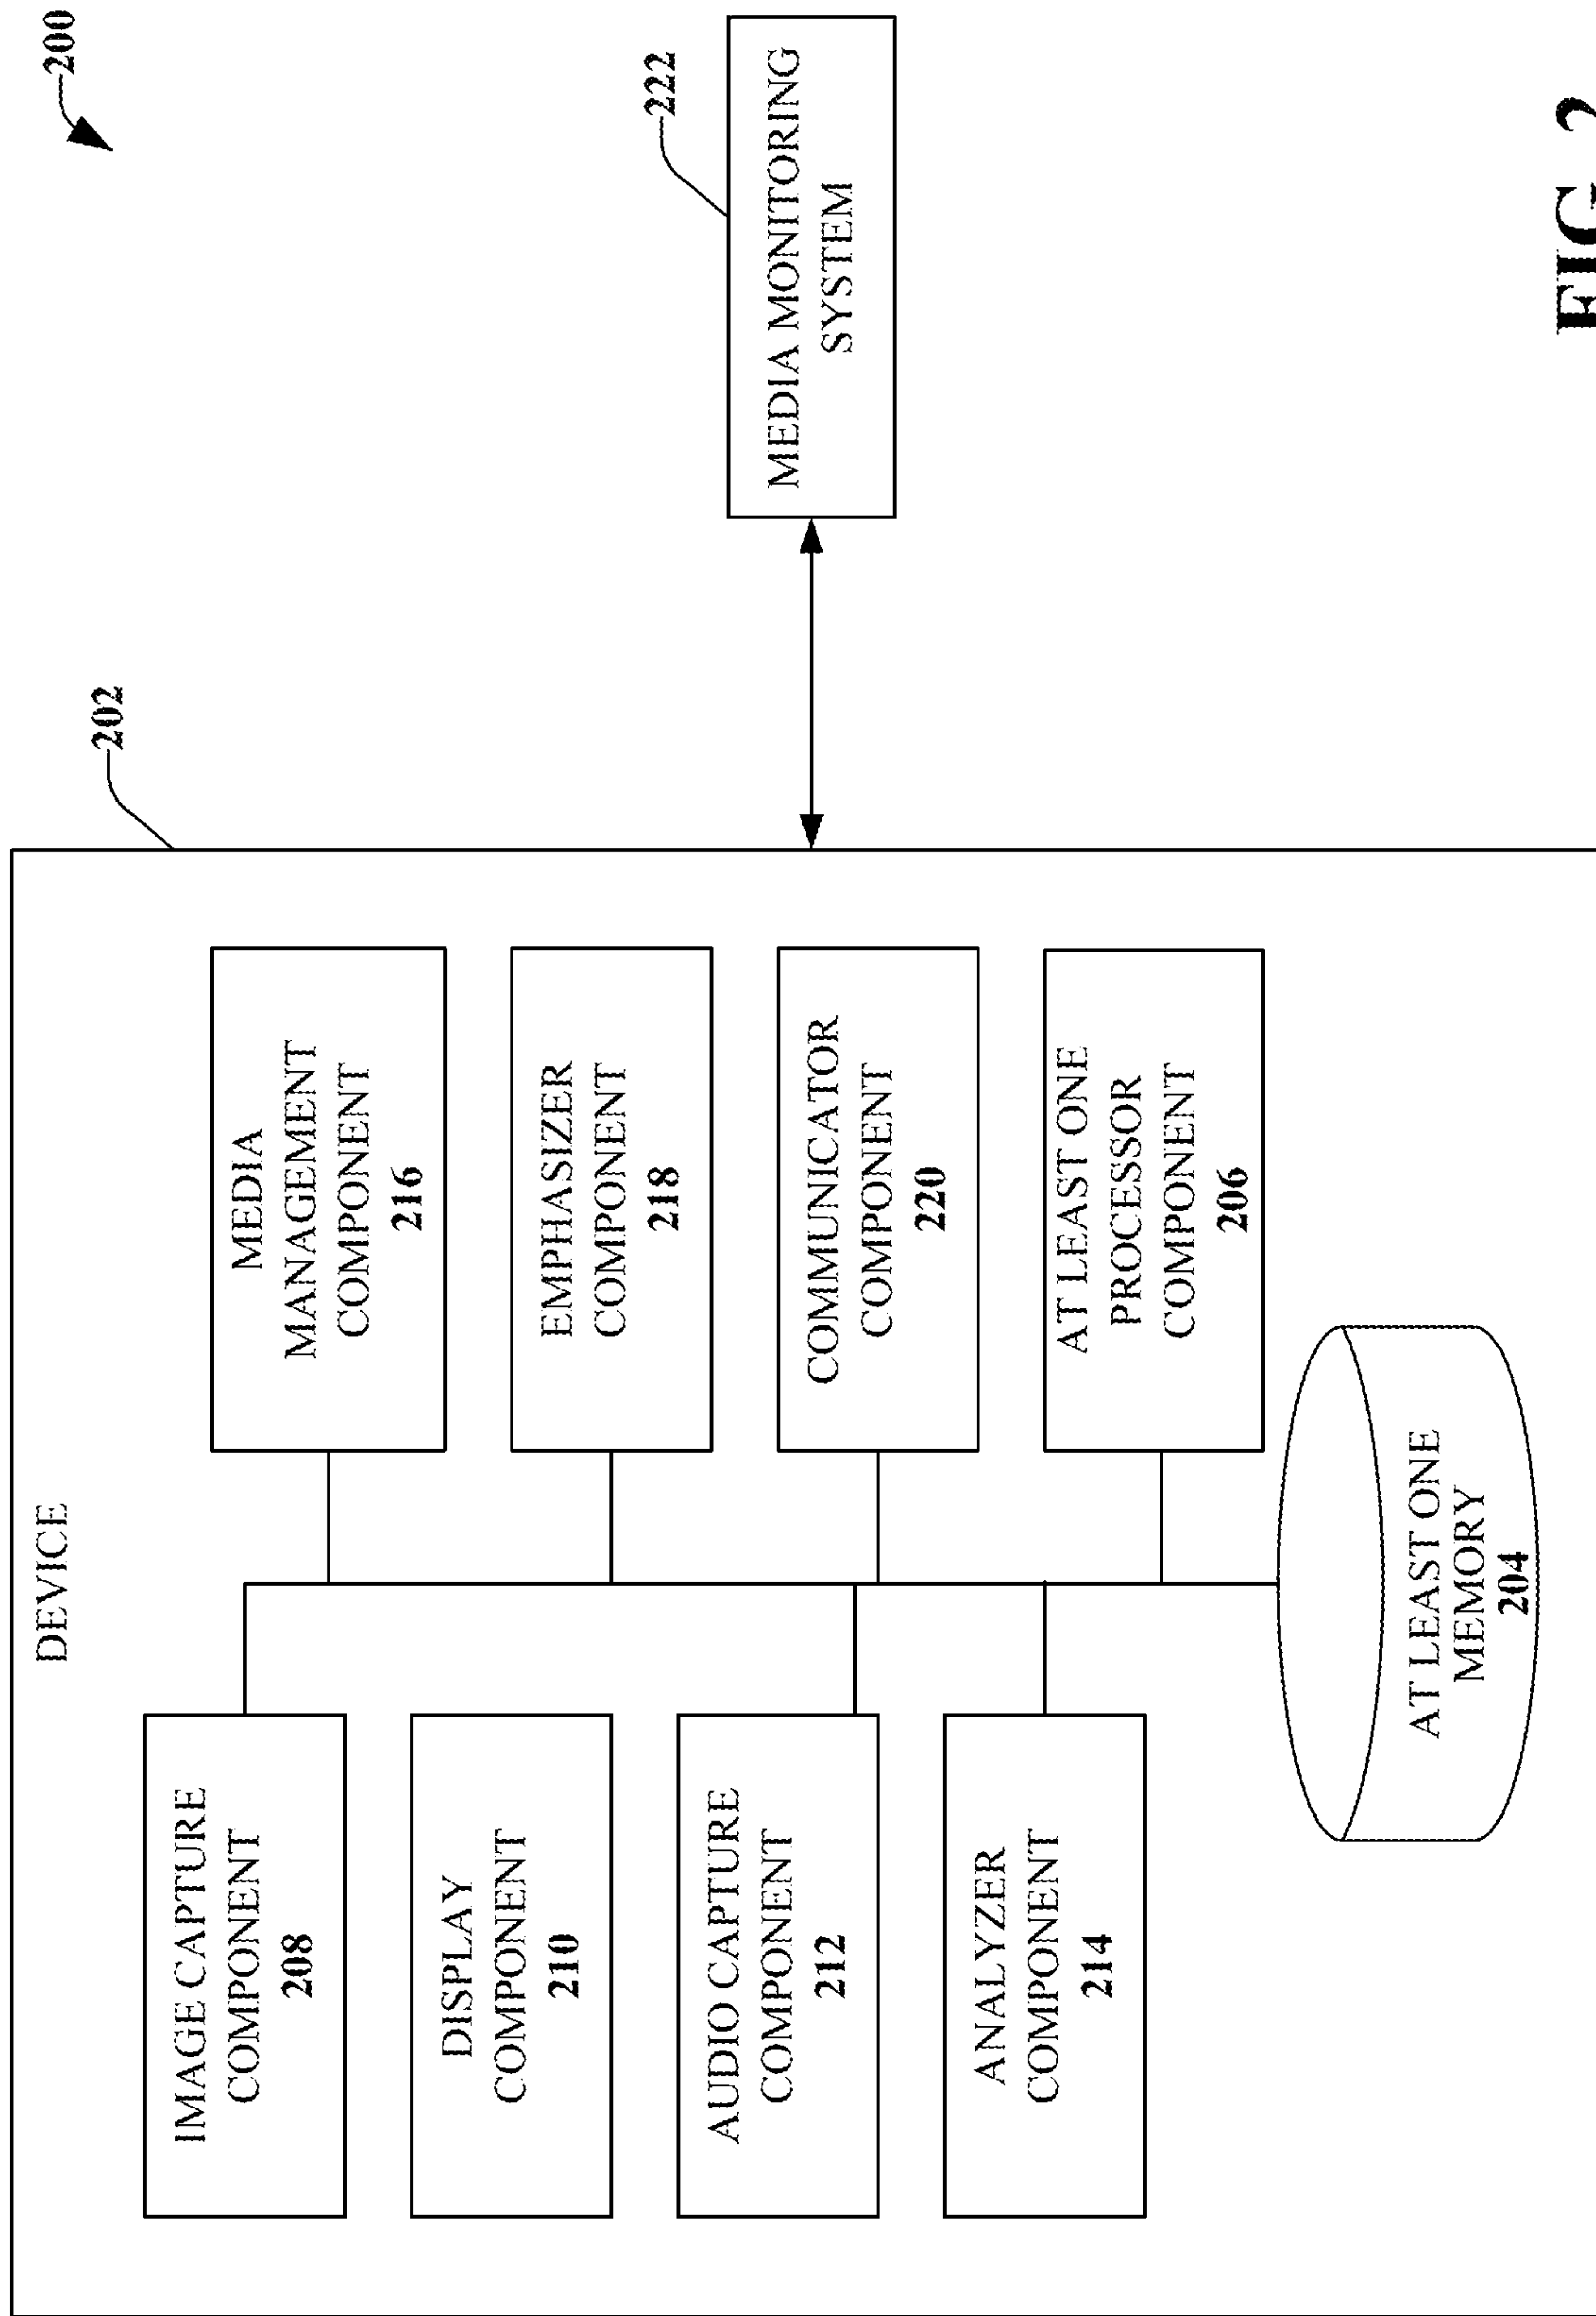 200
202
DEVICE
IMAGE CAPTURE
COMPONENT
208
MEDIA
MANAGEMENT
COMPONENT
216
DISPLAY
COMPONENT
210
EMPHASIZER
COMPONENT
218
AUDIO CAPTURE
COMPONENT
212
COMMUNICATOR
COMPONENT
220
ANALYZER
COMPONENT
214
AT LEAST ONE
PROCESSOR
COMPONENT
206
AT LEAST ONE
MEMORY
204
222
MEDIA MONITORING
SYSTEM
FIG. 2